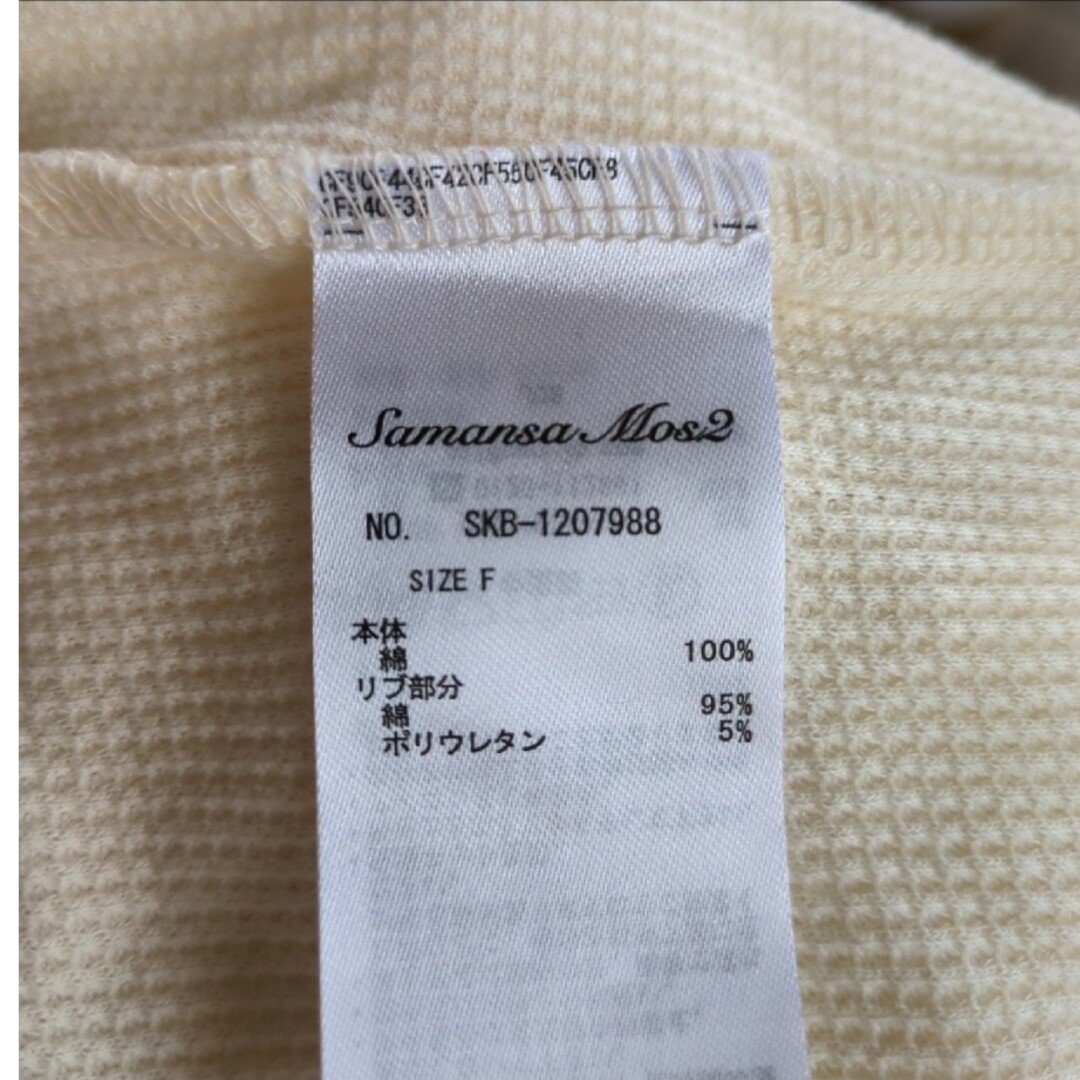 Samansa Mos2
NO. SKB-1207988
SIZE F
本体
綿 100%
リブ部分
綿 95%
ポリウレタン 5%